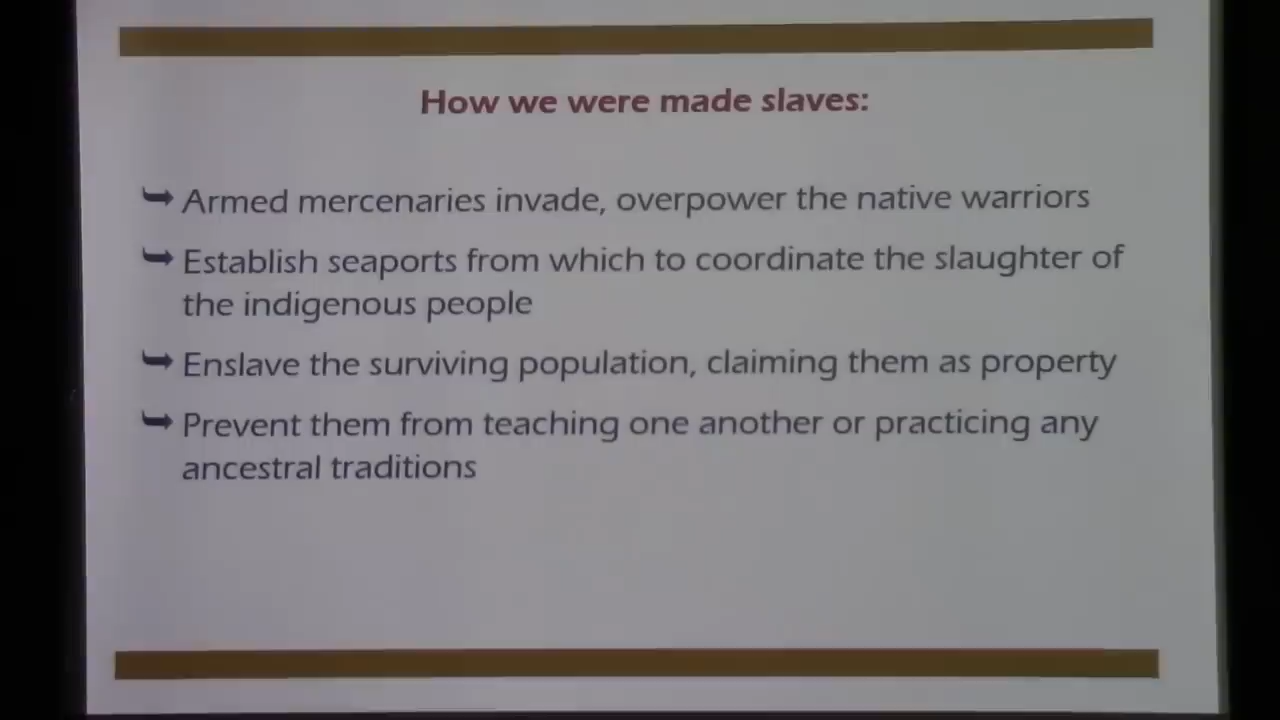 How we were made slaves:
➥ Armed mercenaries invade, overpower the native warriors
➥ Establish seaports from which to coordinate the slaughter of
the indigenous people
➥ Enslave the surviving population, claiming them as property
➥ Prevent them from teaching one another or practicing any
ancestral traditions